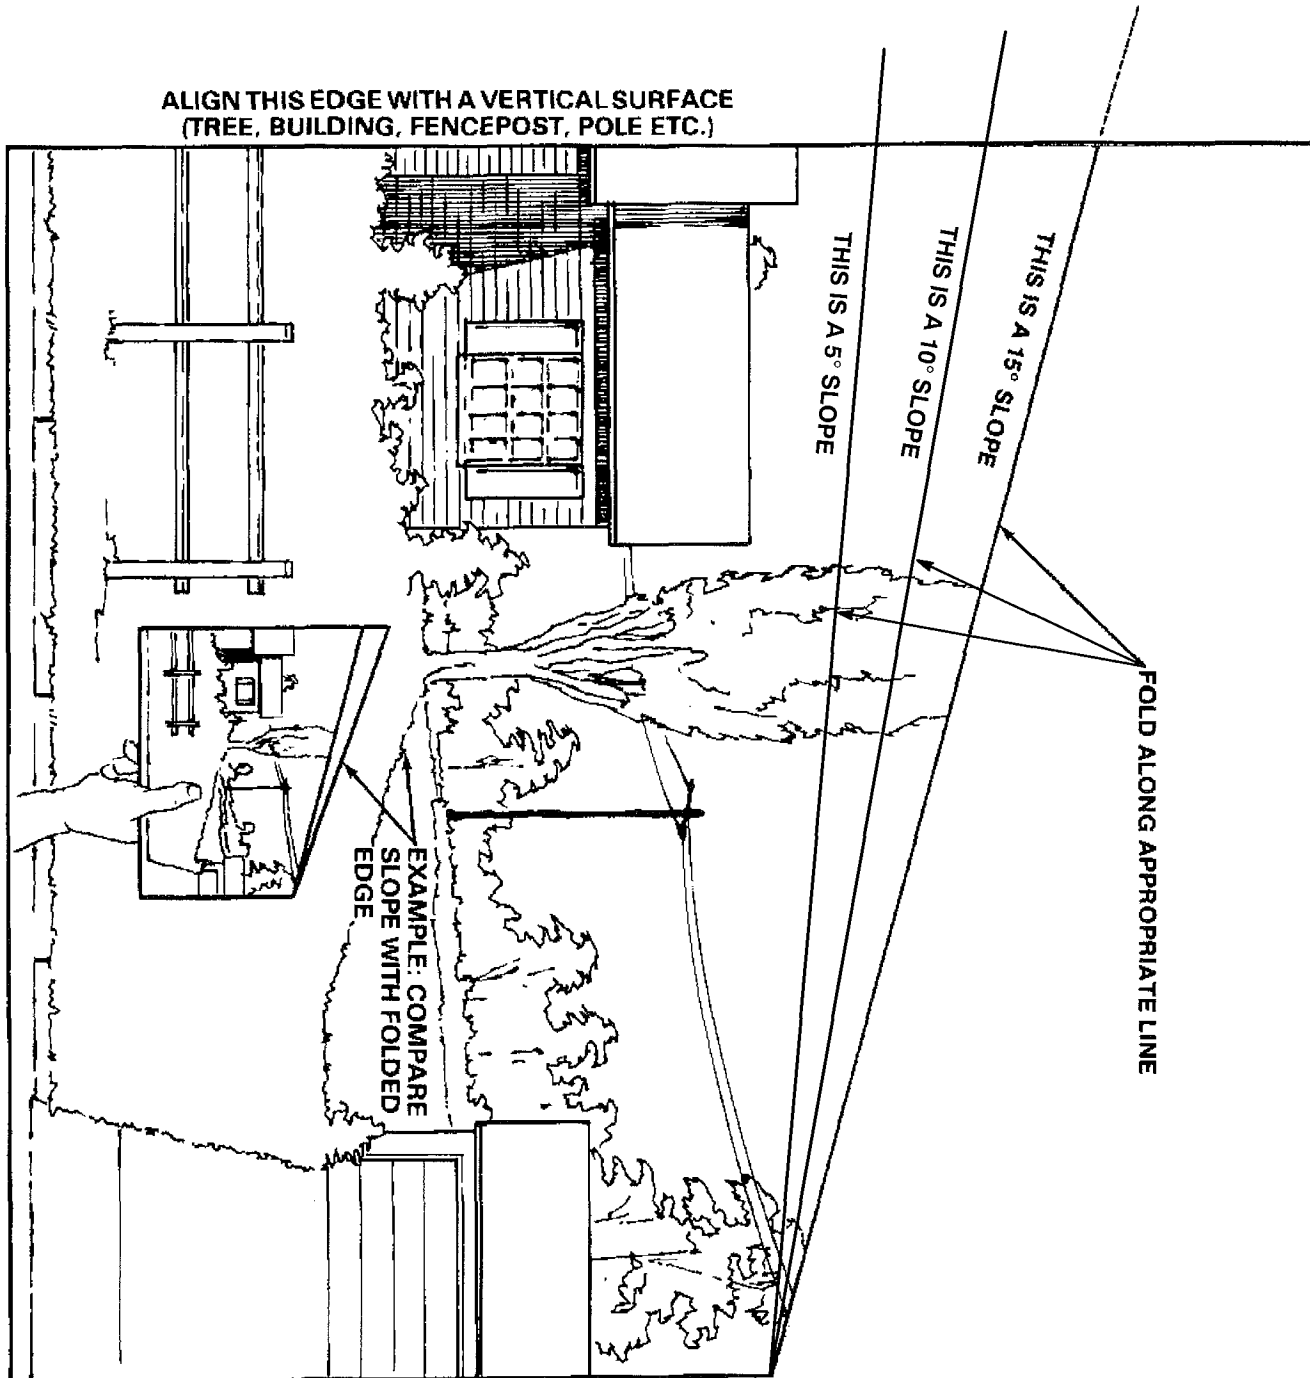 ALIGN THIS EDGE WITH A VERTICAL SURFACE
(TREE, BUILDING, FENCEPOST, POLE ETC.)
THIS IS A 15° SLOPE
THIS IS A 10° SLOPE
THIS IS A 5° SLOPE
FOLD ALONG APPROPRIATE LINE
EXAMPLE: COMPARE
SLOPE WITH FOLDED
EDGE